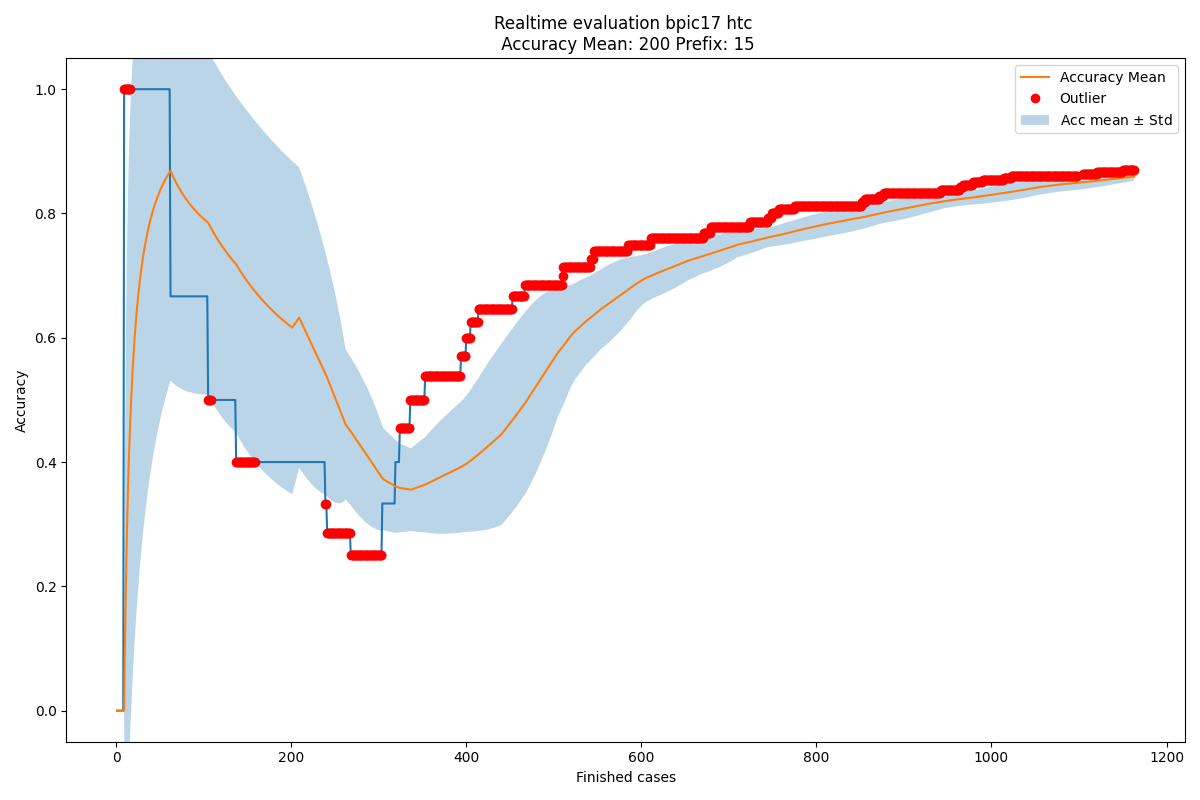 Realtime evaluation bpic17 htc
Accuracy Mean: 200 Prefix: 15
Accuracy Mean
Outlier
Acc mean ± Std
1.0
0.8
0.6
0.4
0.2
0.0
Accuracy
0 200 400 600 800 1000 1200
Finished cases